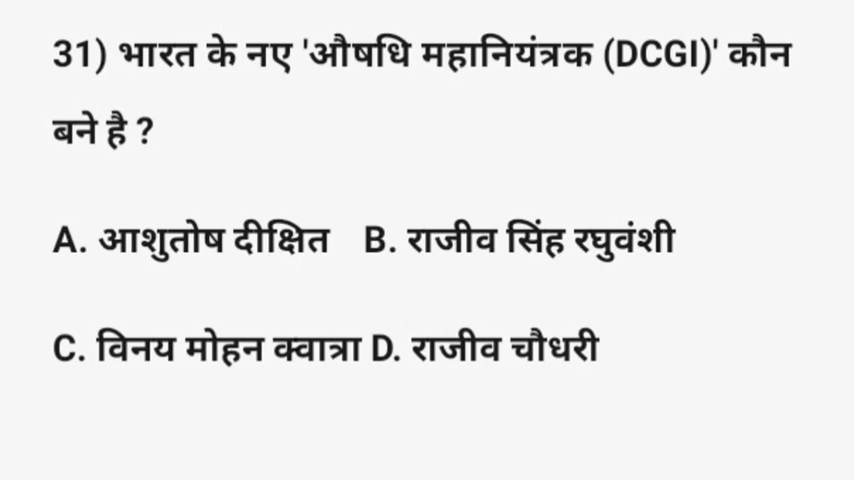 31) भारत के नए 'औषधि महानियंत्रक (DCGI)' कौन
बने है ?
A. आशुतोष दीक्षित B. राजीव सिंह रघुवंशी
C. विनय मोहन क्वात्रा D. राजीव चौधरी